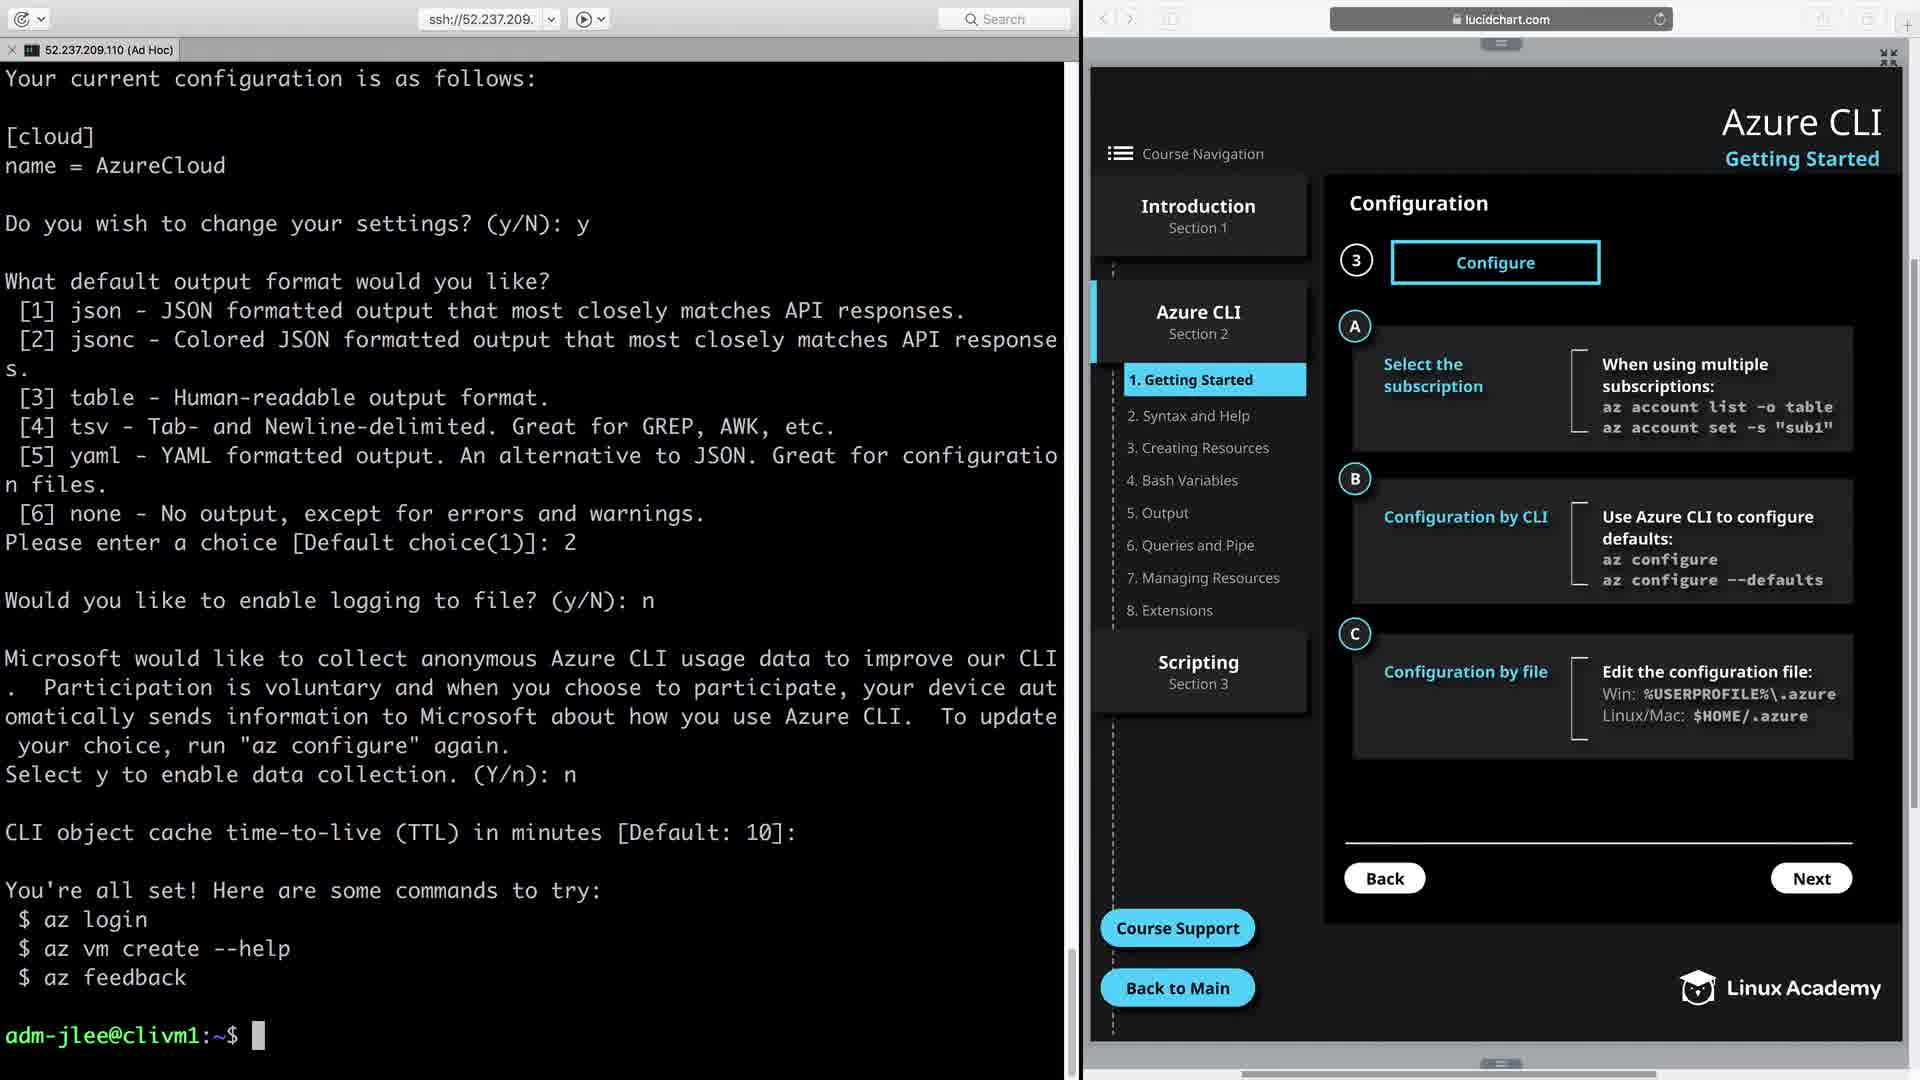 ssh://52.237.209.
Search
52.237.209.110 (Ad Hoc)
Your current configuration is as follows:
[cloud]
name = AzureCloud
Do you wish to change your settings? (y/N): y
What default output format would you like?
[1] json - JSON formatted output that most closely matches API responses.
[2] jsonc - Colored JSON formatted output that most closely matches API response
s.
[3] table - Human-readable output format.
[4] tsv - Tab- and Newline-delimited. Great for GREP, AWK, etc.
[5] yaml - YAML formatted output. An alternative to JSON. Great for configuratio
n files.
[6] none - No output, except for errors and warnings.
Please enter a choice [Default choice(1)]: 2
Would you like to enable logging to file? (y/N): n
Microsoft would like to collect anonymous Azure CLI usage data to improve our CLI
.  Participation is voluntary and when you choose to participate, your device aut
omatically sends information to Microsoft about how you use Azure CLI.  To update
your choice, run "az configure" again.
Select y to enable data collection. (Y/n): n
CLI object cache time-to-live (TTL) in minutes [Default: 10]:
You're all set! Here are some commands to try:
$ az login
$ az vm create --help
$ az feedback
adm-jlee@clivm1:~$
lucidchart.com
Azure CLI
Getting Started
Course Navigation
Introduction
Section 1
Azure CLI
Section 2
1. Getting Started
2. Syntax and Help
3. Creating Resources
4. Bash Variables
5. Output
6. Queries and Pipe
7. Managing Resources
8. Extensions
Scripting
Section 3
Course Support
Back to Main
Configuration
3
Configure
A
Select the
subscription
When using multiple
subscriptions:
az account list -o table
az account set -s "sub1"
B
Configuration by CLI
Use Azure CLI to configure
defaults:
az configure
az configure --defaults
C
Configuration by file
Edit the configuration file:
Win: %USERPROFILE%\.azure
Linux/Mac: $HOME/.azure
Back
Next
Linux Academy